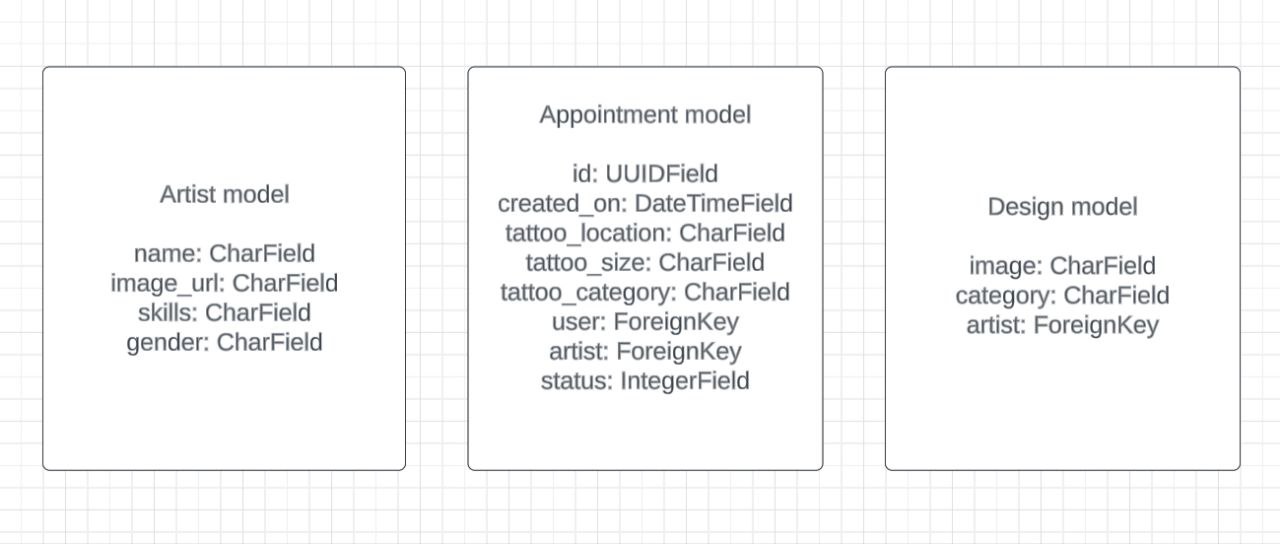 Artist model
name: CharField
image_url: CharField
skills: CharField
gender: CharField
Appointment model
id: UUIDField
created_on: DateTimeField
tattoo_location: CharField
tattoo_size: CharField
tattoo_category: CharField
user: ForeignKey
artist: ForeignKey
status: IntegerField
Design model
image: CharField
category: CharField
artist: ForeignKey